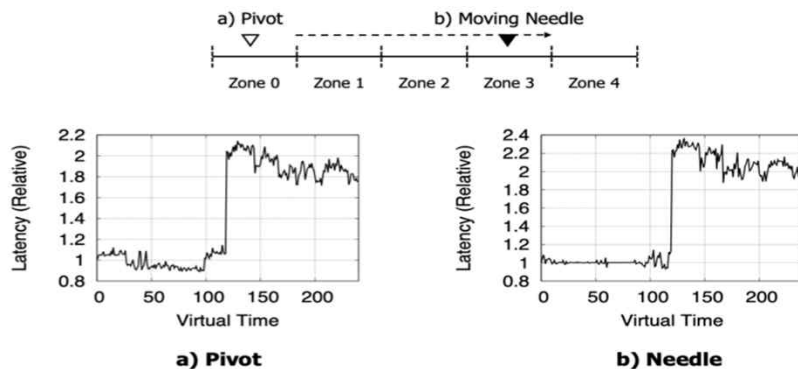 a) Pivot
b) Moving Needle
Zone 0
Zone 1
Zone 2
Zone 3
Zone 4
Latency (Relative)
2.2
2
1.8
1.6
1.4
1.2
1
0.8
0
50
100
150
200
Virtual Time
a) Pivot
Latency (Relative)
2.4
2.2
2
1.8
1.6
1.4
1.2
1
0.8
0
50
100
150
200
Virtual Time
b) Needle